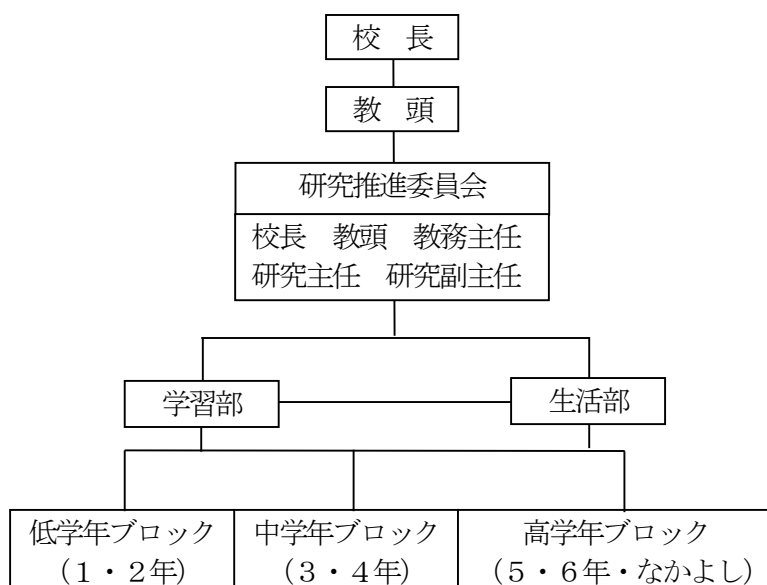 校　長
教　頭
研究推進委員会
校長　教頭　教務主任
研究主任　研究副主任
学習部
生活部
低学年ブロック
（１・２年）
中学年ブロック
（３・４年）
高学年ブロック
（５・６年・なかよし）